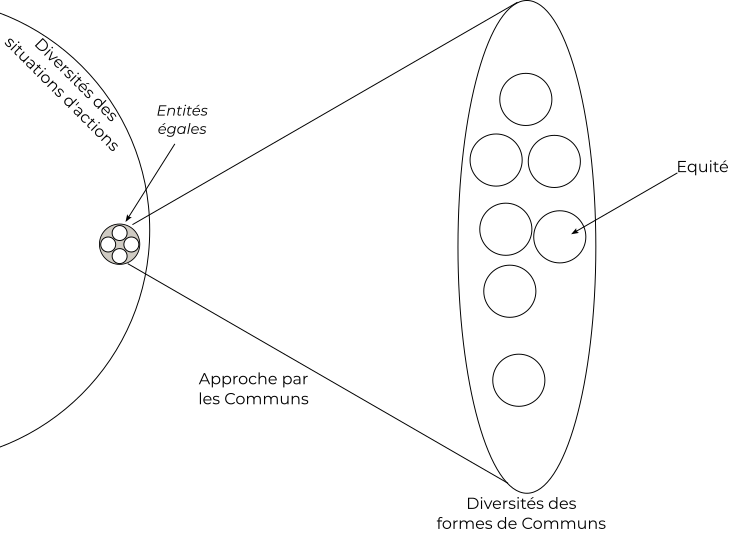 Diversités des
situations d'actions
Entités
égales
Equité
Approche par
les Communs
Diversités des
formes de Communs